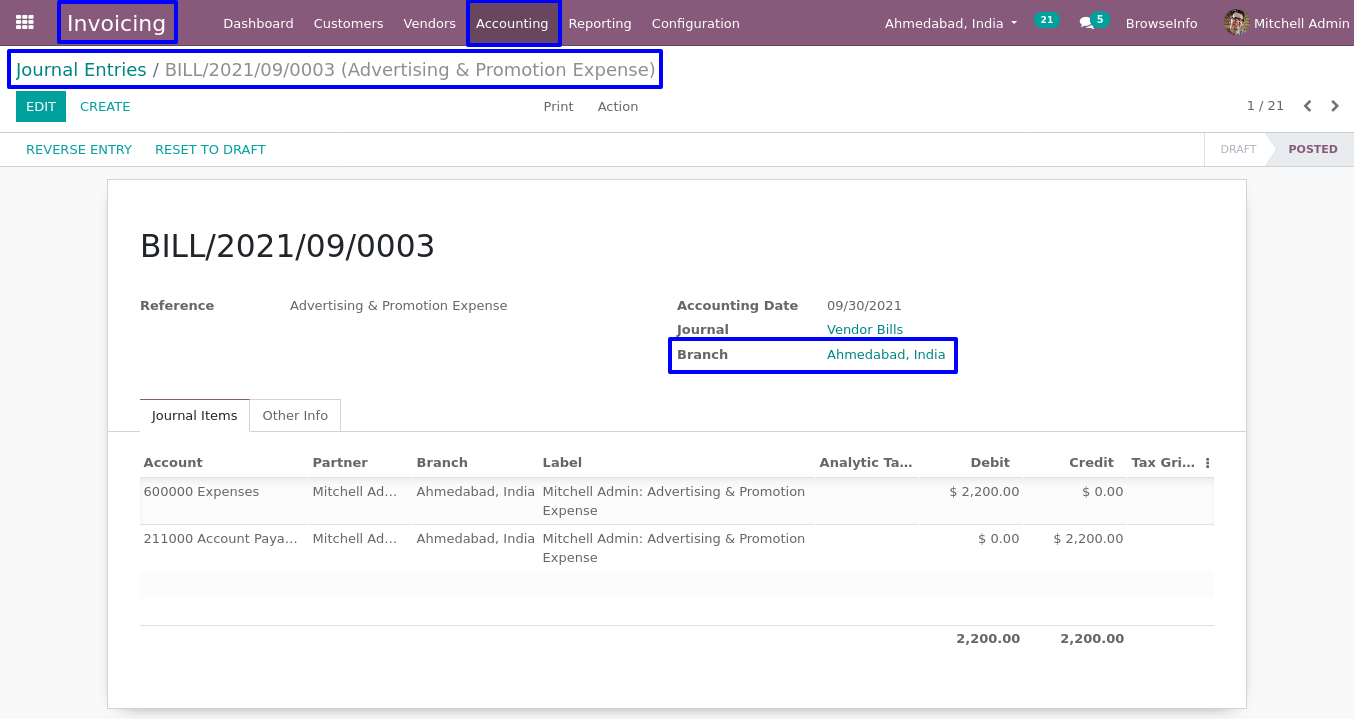 Invoicing Dashboard Customers Vendors Accounting Reporting Configuration Ahmedabad, India 21 5 BrowseInfo Mitchell Admin
Journal Entries / BILL/2021/09/0003 (Advertising & Promotion Expense)
EDIT CREATE Print Action 1 / 21
REVERSE ENTRY RESET TO DRAFT DRAFT POSTED
BILL/2021/09/0003
Reference Advertising & Promotion Expense Accounting Date 09/30/2021
Journal Vendor Bills
Branch Ahmedabad, India
Journal Items Other Info
Account Partner Branch Label Analytic Ta... Debit Credit Tax Gri...
600000 Expenses Mitchell Ad... Ahmedabad, India Mitchell Admin: Advertising & Promotion $ 2,200.00 $ 0.00
Expense
211000 Account Paya... Mitchell Ad... Ahmedabad, India Mitchell Admin: Advertising & Promotion $ 0.00 $ 2,200.00
Expense
2,200.00 2,200.00